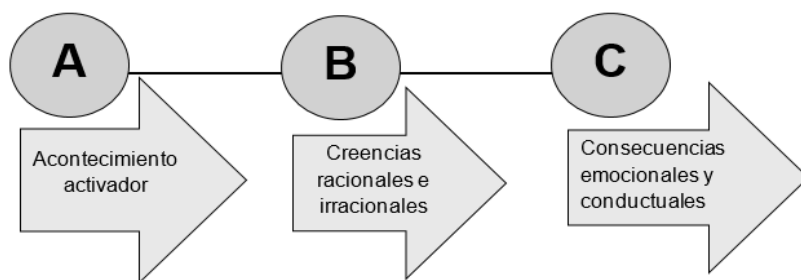 A
B
C
Acontecimiento
activador
Creencias
racionales e
irracionales
Consecuencias
emocionales y
conductuales